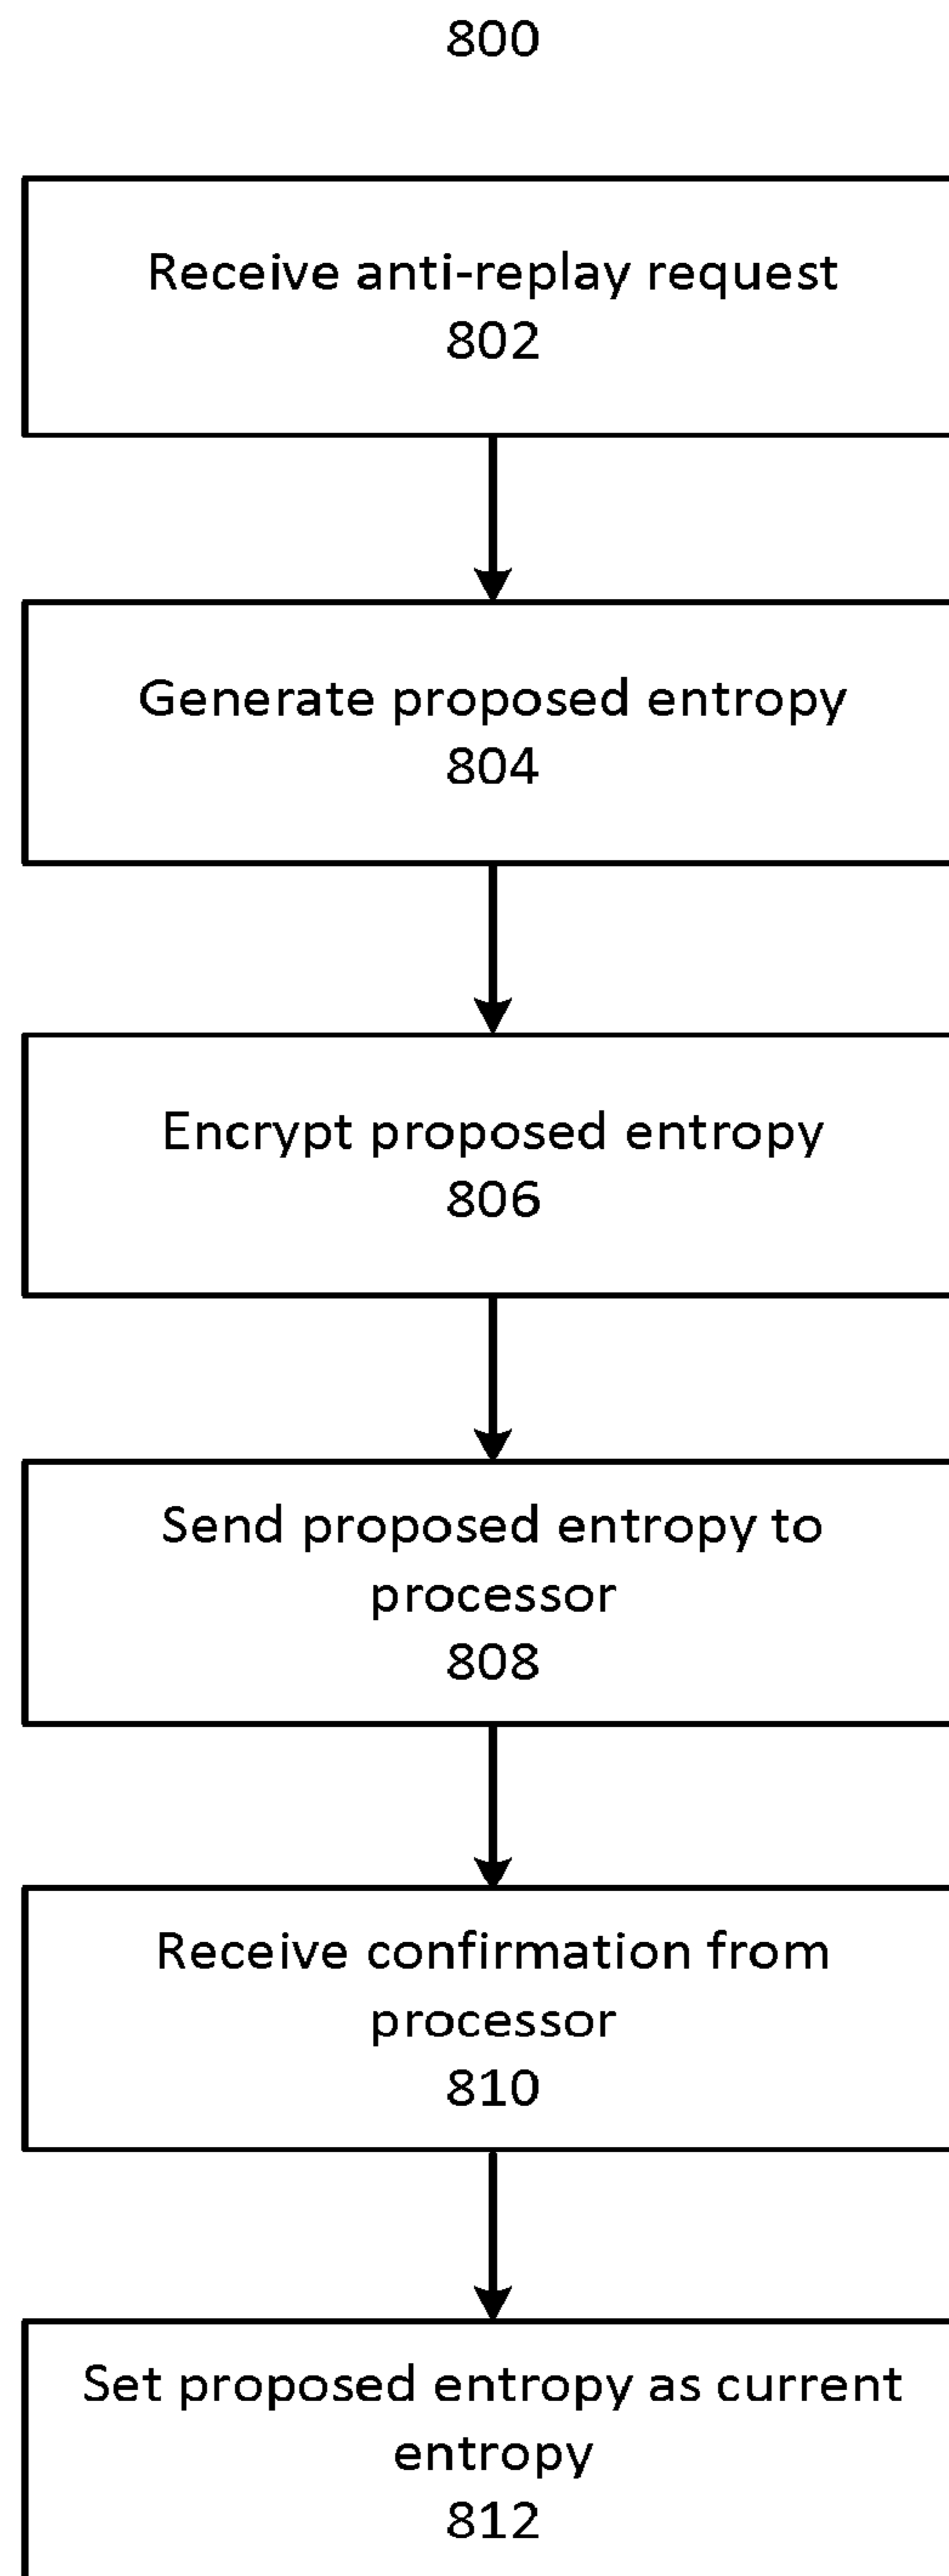 800
Receive anti-replay request
802
Generate proposed entropy
804
Encrypt proposed entropy
806
Send proposed entropy to
processor
808
Receive confirmation from
processor
810
Set proposed entropy as current
entropy
812